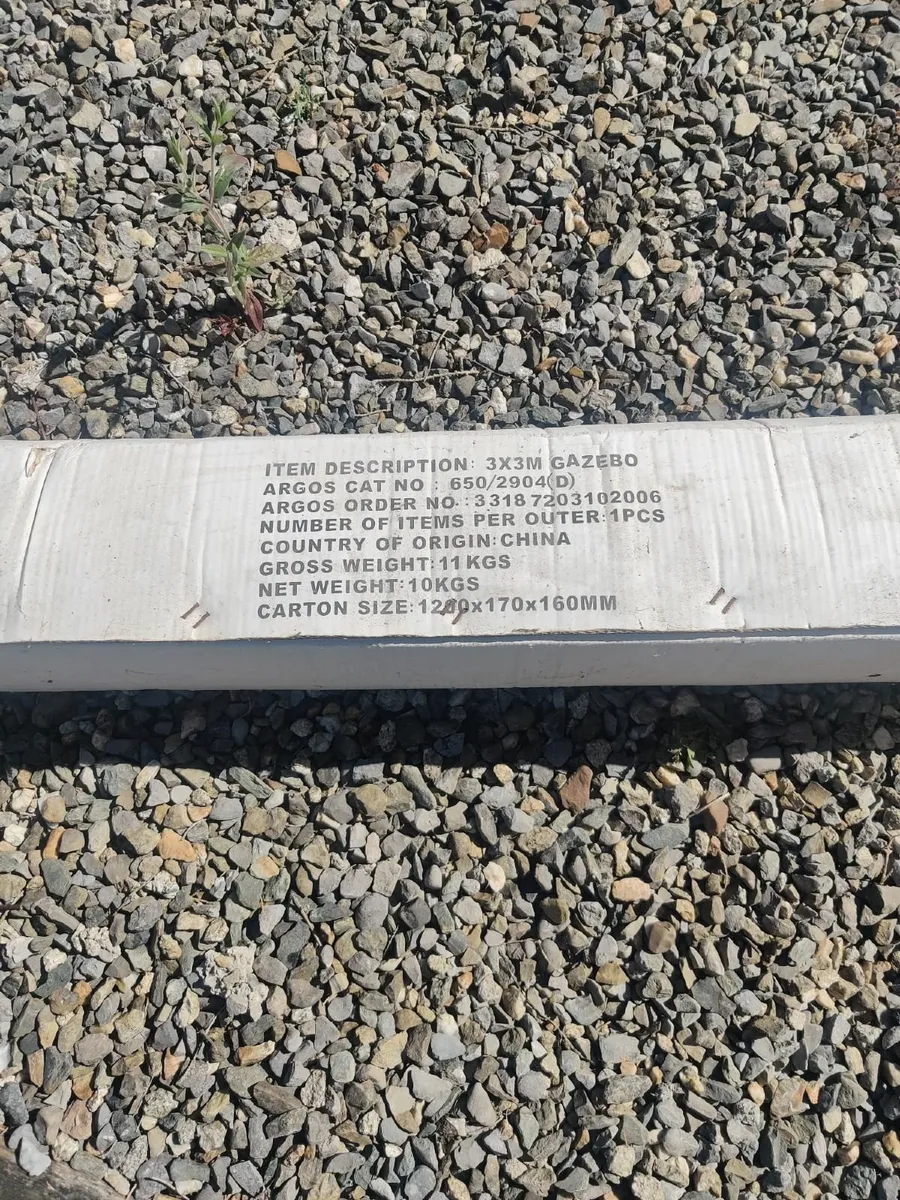 ITEM DESCRIPTION: 3X3M GAZEBO
ARGOS CAT NO : 650/2904(D)
ARGOS ORDER NO.:3318 7203102006
NUMBER OF ITEMS PER OUTER:1PCS
COUNTRY OF ORIGIN:CHINA
GROSS WEIGHT:11KGS
NET WEIGHT:10KGS
CARTON SIZE: